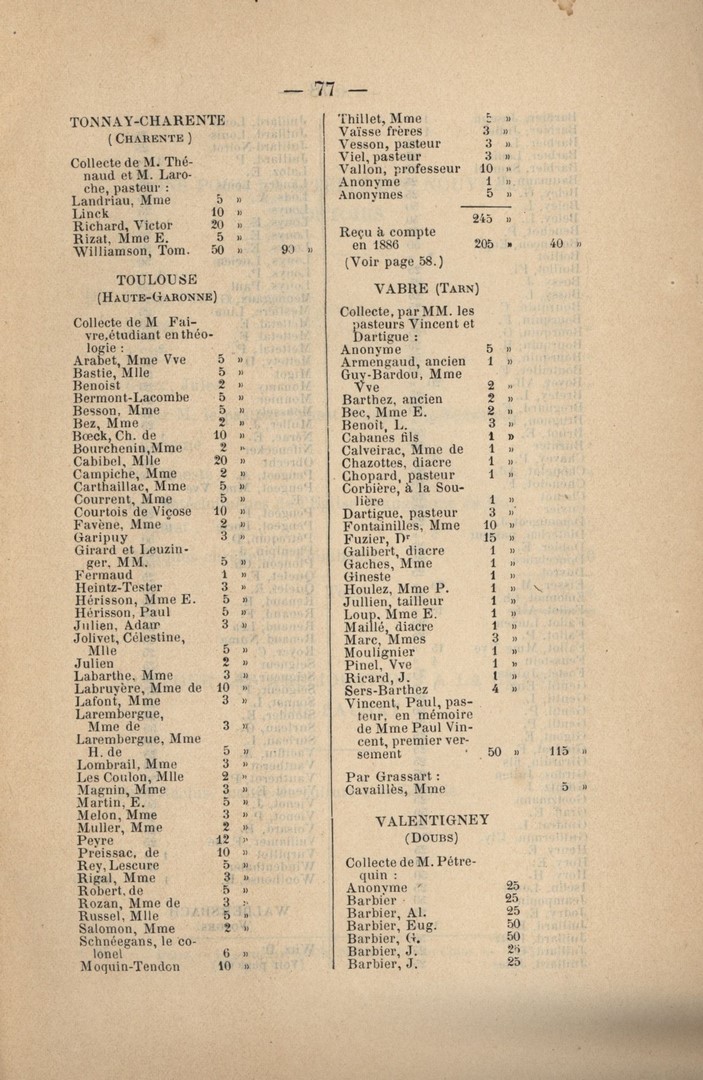 — 77 —
TONNAY-CHARENTE
( CHARENTE )
Collecte de M. Thé-
naud et M. Laro-
che, pasteur :
Landriau, Mme 5 »
Linck 10 »
Richard, Victor 20 »
Rizat, Mme E. 5 »
Williamson, Tom. 50 » 90 »
TOULOUSE
(HAUTE-GARONNE)
Collecte de M Fai-
vre, étudiant en théo-
logie :
Arabet, Mme Vve 5 »
Bastie, Mlle 5 »
Benoist 2 »
Bermont-Lacombe 5 »
Besson, Mme 5 »
Bez, Mme 2 »
Bœck, Ch. de 10 »
Bourchenin, Mme 2 »
Cabibel, Mlle 20 »
Campiche, Mme 2 »
Carthaillac, Mme 5 »
Courrent, Mme 5 »
Courtois de Viçose 10 »
Favène, Mme 2 »
Garipuy 3 »
Girard et Leuzin-
ger, MM. 5 »
Fermaud 1 »
Heintz-Tester 3 »
Hérisson, Mme E. 5 »
Hérisson, Paul 5 »
Julien, Adam 3 »
Jolivet, Célestine,
Mlle 5 »
Julien 2 »
Labarthe, Mme 3 »
Labruyère, Mme de 10 »
Lafont, Mme 3 »
Larembergue,
Mme de 3 »
Larembergue, Mme
H. de 5 »
Lombrail, Mme 3 »
Les Coulon, Mlle 2 »
Magnin, Mme 3 »
Martin, E. 5 »
Melon, Mme 3 »
Muller, Mme 2 »
Peyre 12 »
Preissac, de 10 »
Rey, Lescure 5 »
Rigal, Mme 3 »
Robert, de 5 »
Rozan, Mme de 3 »
Russel, Mlle 5 »
Salomon, Mme 2 »
Schnéegans, le co-
lonel 6 »
Moquin-Tendon 10 »
Thillet, Mme 5 »
Vaïsse frères 3 »
Vesson, pasteur 3 »
Viel, pasteur 3 »
Vallon, professeur 10 »
Anonyme 1 »
Anonymes 5 »
245 »
Reçu à compte
en 1886 205 » 40 »
(Voir page 58.)
VABRE (TARN)
Collecte, par MM. les
pasteurs Vincent et
Dartigue :
Anonyme 5 »
Armengaud, ancien 1 »
Guy-Bardou, Mme
Vve 2 »
Barthez, ancien 2 »
Bec, Mme E. 2 »
Benoît, L. 3 »
Cabanes fils 1 »
Calveirac, Mme de 1 »
Chazottes, diacre 1 »
Chopard, pasteur 1 »
Corbière, à la Sou-
lière 1 »
Dartigue, pasteur 3 »
Fontainilles, Mme 10 »
Fuzier, Dr 15 »
Galibert, diacre 1 »
Gaches, Mme 1 »
Gineste 1 »
Houlez, Mme P. 1 »
Jullien, tailleur 1 »
Loup, Mme E. 1 »
Maillé, diacre 1 »
Marc, Mmes 3 »
Moulignier 1 »
Pinel, Vve 1 »
Ricard, J. 1 »
Sers-Barthez 4 »
Vincent, Paul, pas-
teur, en mémoire
de Mme Paul Vin-
cent, premier ver-
sement 50 » 115 »
Par Grassart :
Cavaillès, Mme 5 »
VALENTIGNEY
(DOUBS)
Collecte de M. Pétre-
quin :
Anonyme 25
Barbier 25
Barbier, Al. 25
Barbier, Eug. 50
Barbier, G. 50
Barbier, J. 25
Barbier, J. 25